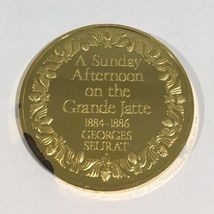 A Sunday
Afternoon
on the
Grande Jatte
1884-1886
GEORGES
SEURAT